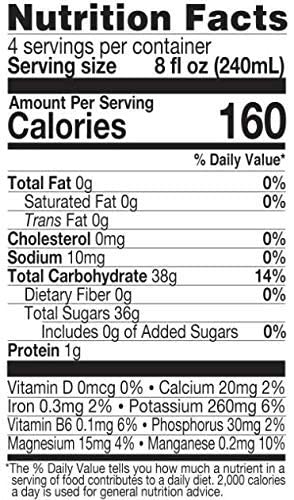 Nutrition Facts
4 servings per container
Serving size 8 fl oz (240mL)
Amount Per Serving
Calories 160
% Daily Value*
Total Fat 0g 0%
Saturated Fat 0g 0%
Trans Fat 0g
Cholesterol 0mg 0%
Sodium 10mg 0%
Total Carbohydrate 38g 14%
Dietary Fiber 0g 0%
Total Sugars 36g
Includes 0g of Added Sugars 0%
Protein 1g
Vitamin D 0mcg 0% • Calcium 20mg 2%
Iron 0.3mg 2% • Potassium 260mg 6%
Vitamin B6 0.1mg 6% • Phosphorus 30mg 2%
Magnesium 15mg 4% • Manganese 0.2mg 10%
*The % Daily Value tells you how much a nutrient in a
serving of food contributes to a daily diet. 2,000 calories
a day is used for general nutrition advice.